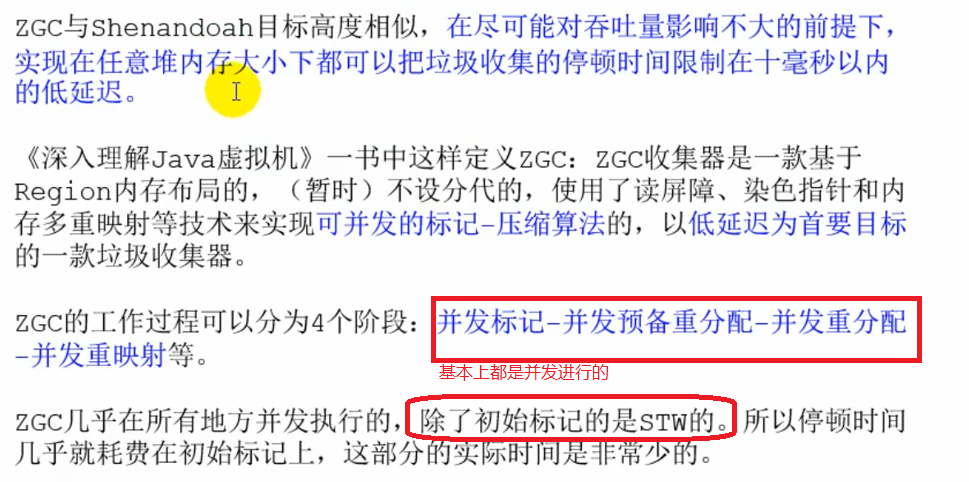 ZGC与Shenandoah目标高度相似，在尽可能对吞吐量影响不大的前提下，
实现在任意堆内存大小下都可以把垃圾收集的停顿时间限制在十毫秒以内
的低延迟。
《深入理解Java虚拟机》一书中这样定义ZGC：ZGC收集器是一款基于
Region内存布局的，（暂时）不设分代的，使用了读屏障、染色指针和内
存多重映射等技术来实现可并发的标记-压缩算法的，以低延迟为首要目标
的一款垃圾收集器。
ZGC的工作过程可以分为4个阶段：并发标记-并发预备重分配-并发重分配
-并发重映射等。
基本上都是并发进行的
ZGC几乎在所有地方并发执行的，除了初始标记的是STW的。所以停顿时间
几乎就耗费在初始标记上，这部分的实际时间是非常少的。